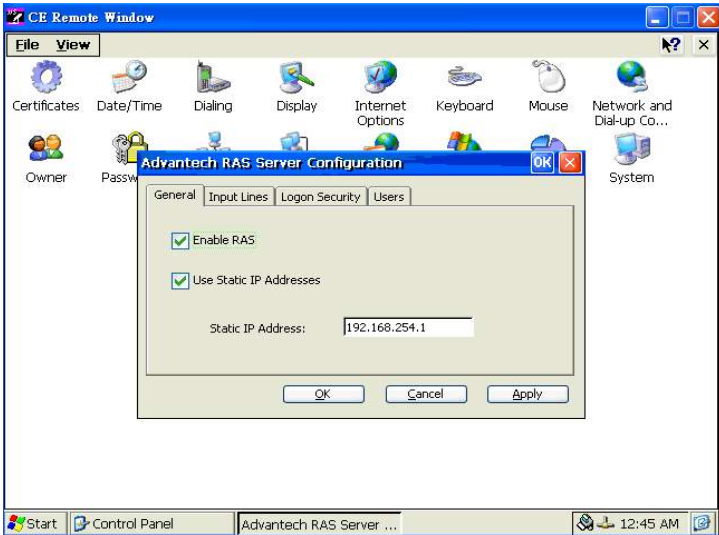 CE Remote Window
File View
Certificates Date/Time Dialing Display Internet Options Keyboard Mouse Network and Dial-up Co...
Owner Passw System
Advantech RAS Server Configuration OK
General Input Lines Logon Security Users
Enable RAS
Use Static IP Addresses
Static IP Address: 192.168.254.1
OK Cancel Apply
Start Control Panel Advantech RAS Server ... 12:45 AM